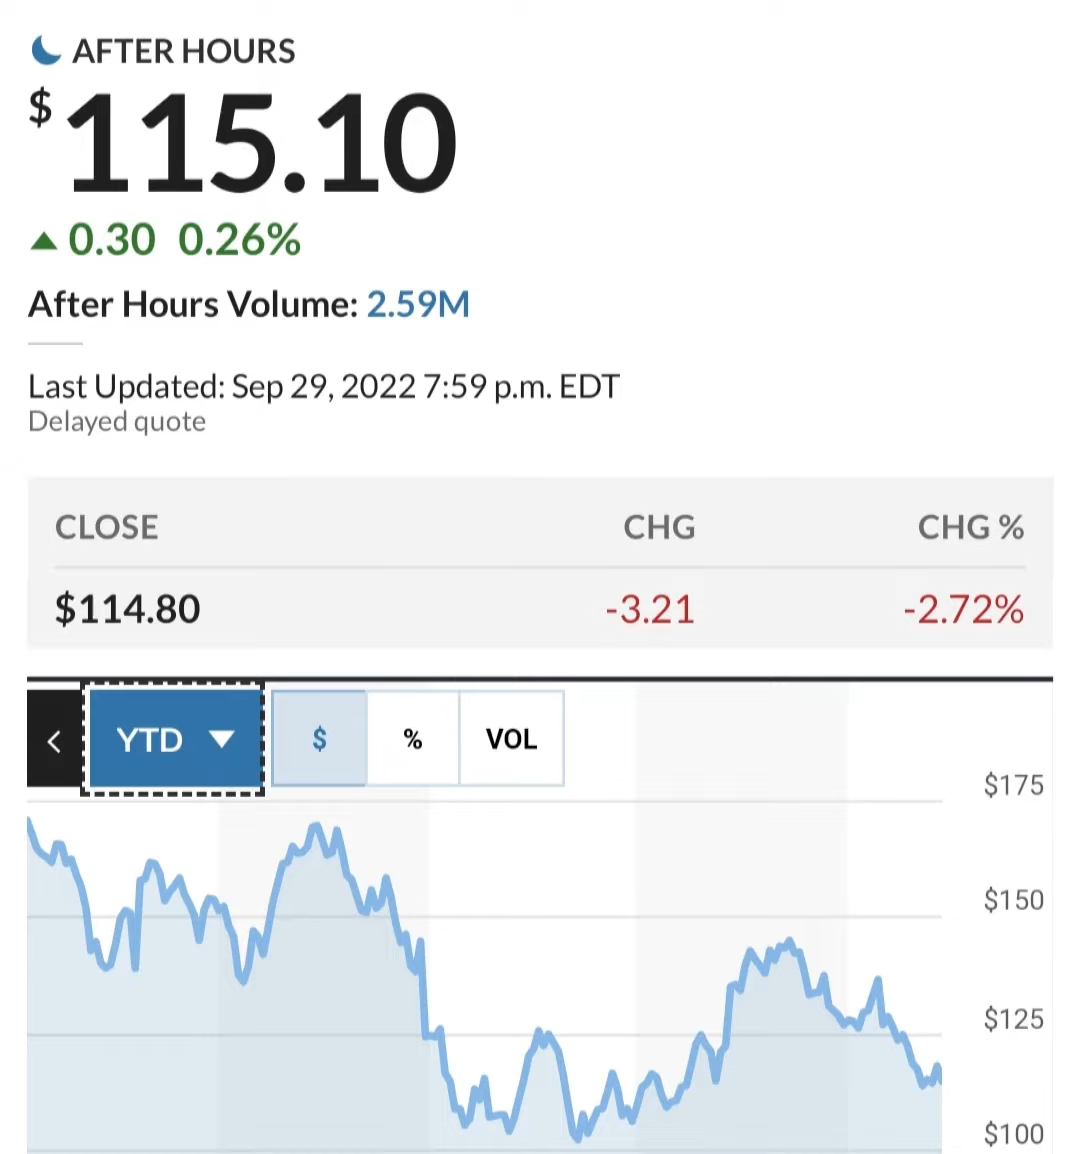 AFTER HOURS
$115.10
0.30 0.26%
After Hours Volume: 2.59M
Last Updated: Sep 29, 2022 7:59 p.m. EDT
Delayed quote
CLOSE CHG CHG %
$114.80 -3.21 -2.72%
YTD $ % VOL
$175
$150
$125
$100